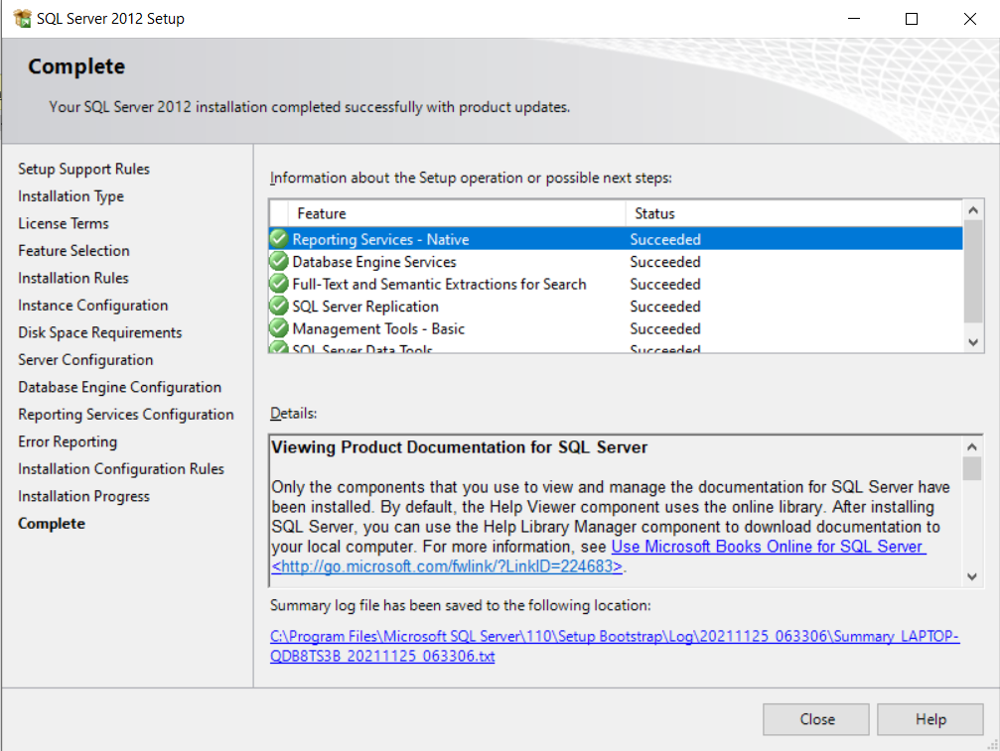 SQL Server 2012 Setup
Complete
Your SQL Server 2012 installation completed successfully with product updates.
Setup Support Rules
Installation Type
License Terms
Feature Selection
Installation Rules
Instance Configuration
Disk Space Requirements
Server Configuration
Database Engine Configuration
Reporting Services Configuration
Error Reporting
Installation Configuration Rules
Installation Progress
Complete
Information about the Setup operation or possible next steps:
Feature Status
Reporting Services - Native Succeeded
Database Engine Services Succeeded
Full-Text and Semantic Extractions for Search Succeeded
SQL Server Replication Succeeded
Management Tools - Basic Succeeded
SQL Server Data Tools Succeeded
Details:
Viewing Product Documentation for SQL Server
Only the components that you use to view and manage the documentation for SQL Server have
been installed. By default, the Help Viewer component uses the online library. After installing
SQL Server, you can use the Help Library Manager component to download documentation to
your local computer. For more information, see Use Microsoft Books Online for SQL Server
<http://go.microsoft.com/fwlink/?LinkID=224683>.
Summary log file has been saved to the following location:
C:\Program Files\Microsoft SQL Server\110\Setup Bootstrap\Log\20211125_063306\Summary_LAPTOP-
QDB8TS3B_20211125_063306.txt
Close Help